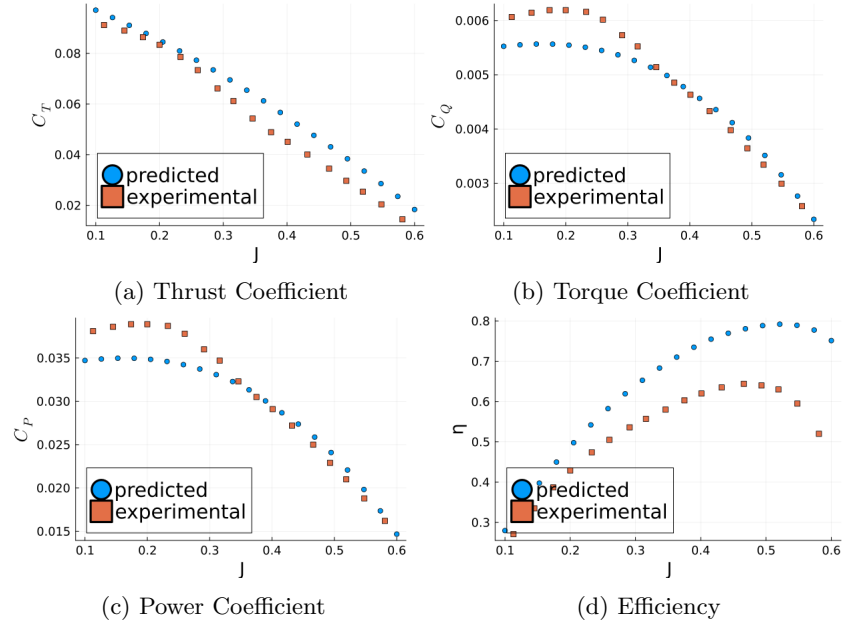 0.08
0.06
0.04
0.02
C_T
predicted
experimental
0.1 0.2 0.3 0.4 0.5 0.6
J
(a) Thrust Coefficient
0.006
0.005
0.004
0.003
C_Q
predicted
experimental
0.1 0.2 0.3 0.4 0.5 0.6
J
(b) Torque Coefficient
0.035
0.030
0.025
0.020
0.015
C_P
predicted
experimental
0.1 0.2 0.3 0.4 0.5 0.6
J
(c) Power Coefficient
0.8
0.7
0.6
0.5
0.4
0.3
η
predicted
experimental
0.1 0.2 0.3 0.4 0.5 0.6
J
(d) Efficiency